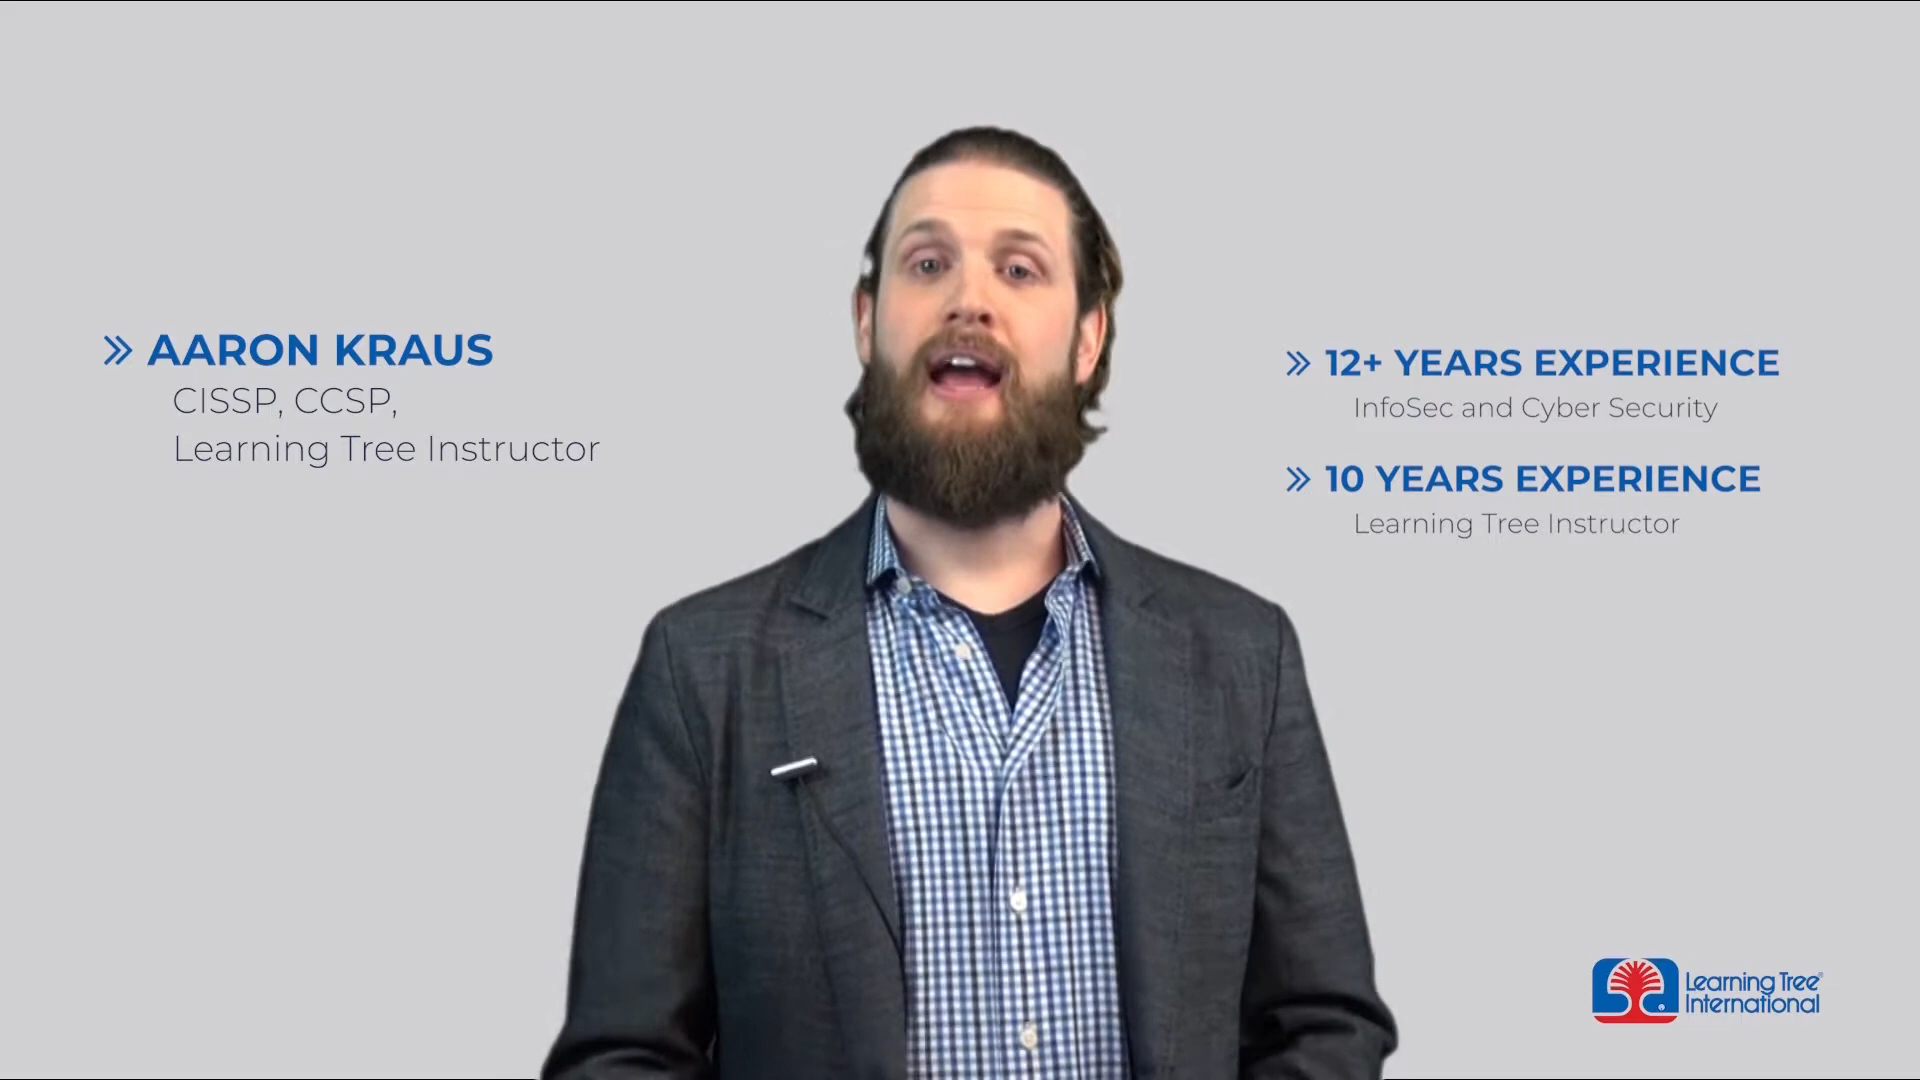 AARON KRAUS
CISSP, CCSP,
Learning Tree Instructor
12+ YEARS EXPERIENCE
InfoSec and Cyber Security
10 YEARS EXPERIENCE
Learning Tree Instructor
Learning Tree®
International